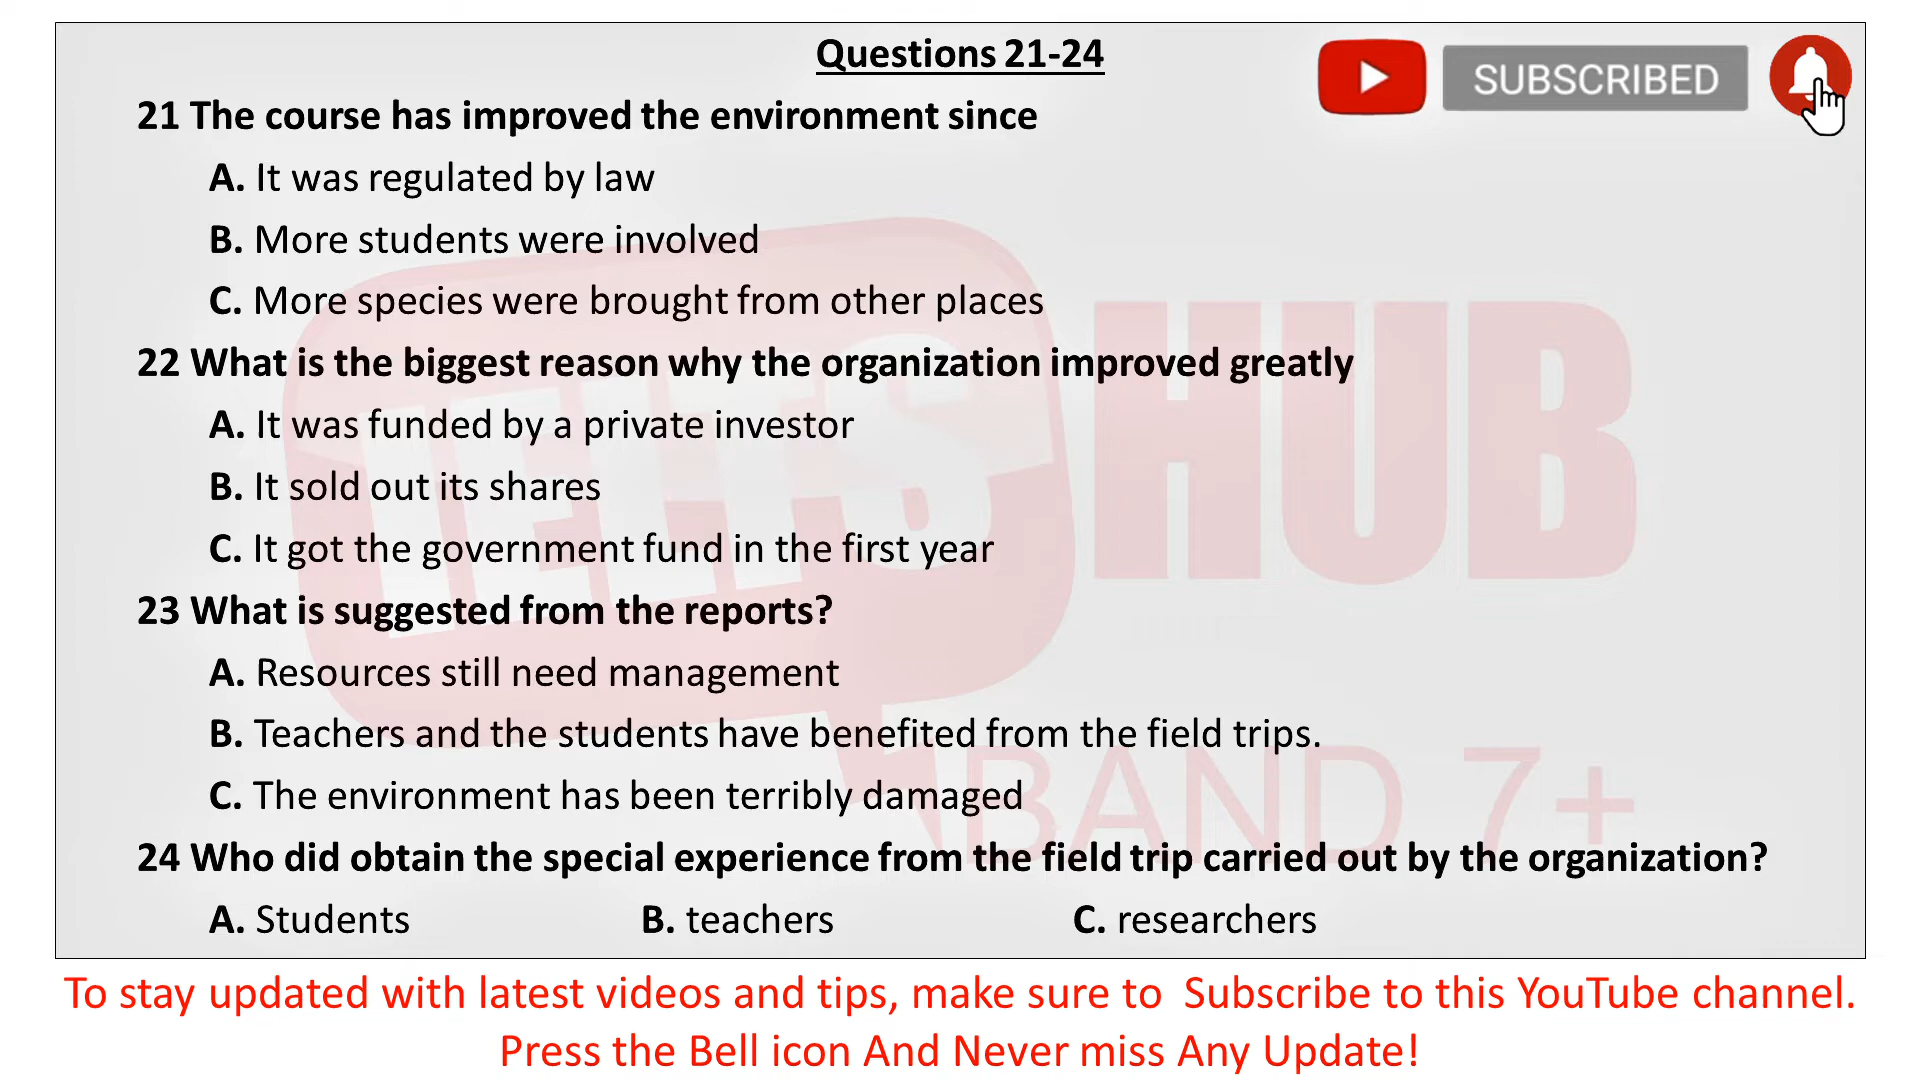 Questions 21-24
SUBSCRIBED
21 The course has improved the environment since
A. It was regulated by law
B. More students were involved
C. More species were brought from other places
22 What is the biggest reason why the organization improved greatly
A. It was funded by a private investor
B. It sold out its shares
C. It got the government fund in the first year
23 What is suggested from the reports?
A. Resources still need management
B. Teachers and the students have benefited from the field trips.
C. The environment has been terribly damaged
24 Who did obtain the special experience from the field trip carried out by the organization?
A. Students B. teachers C. researchers
IELTS HUB
BAND 7+
To stay updated with latest videos and tips, make sure to Subscribe to this YouTube channel.
Press the Bell icon And Never miss Any Update!